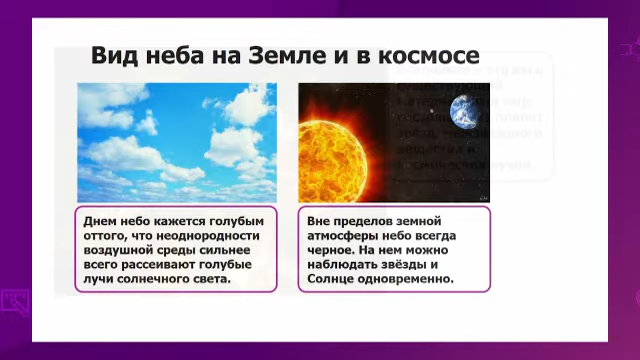 Вид неба на Земле и в космосе
Днем небо кажется голубым
оттого, что неоднородности
воздушной среды сильнее
всего рассеивают голубые
лучи солнечного света.
Вне пределов земной
атмосферы небо всегда
черное. На нем можно
наблюдать звёзды и
Солнце одновременно.